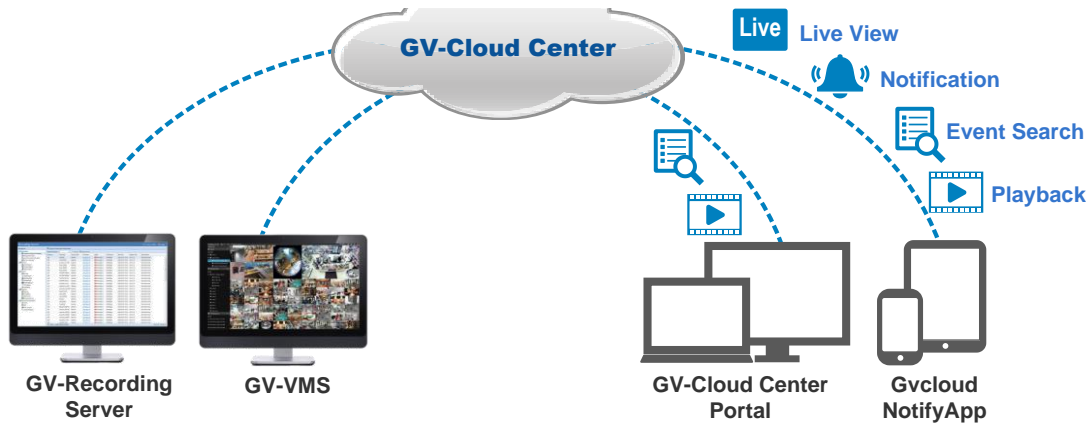 GV-Cloud Center
Live
Live View
Notification
Event Search
Playback
GV-Recording
Server
GV-VMS
GV-Cloud Center
Portal
Gvcloud
NotifyApp